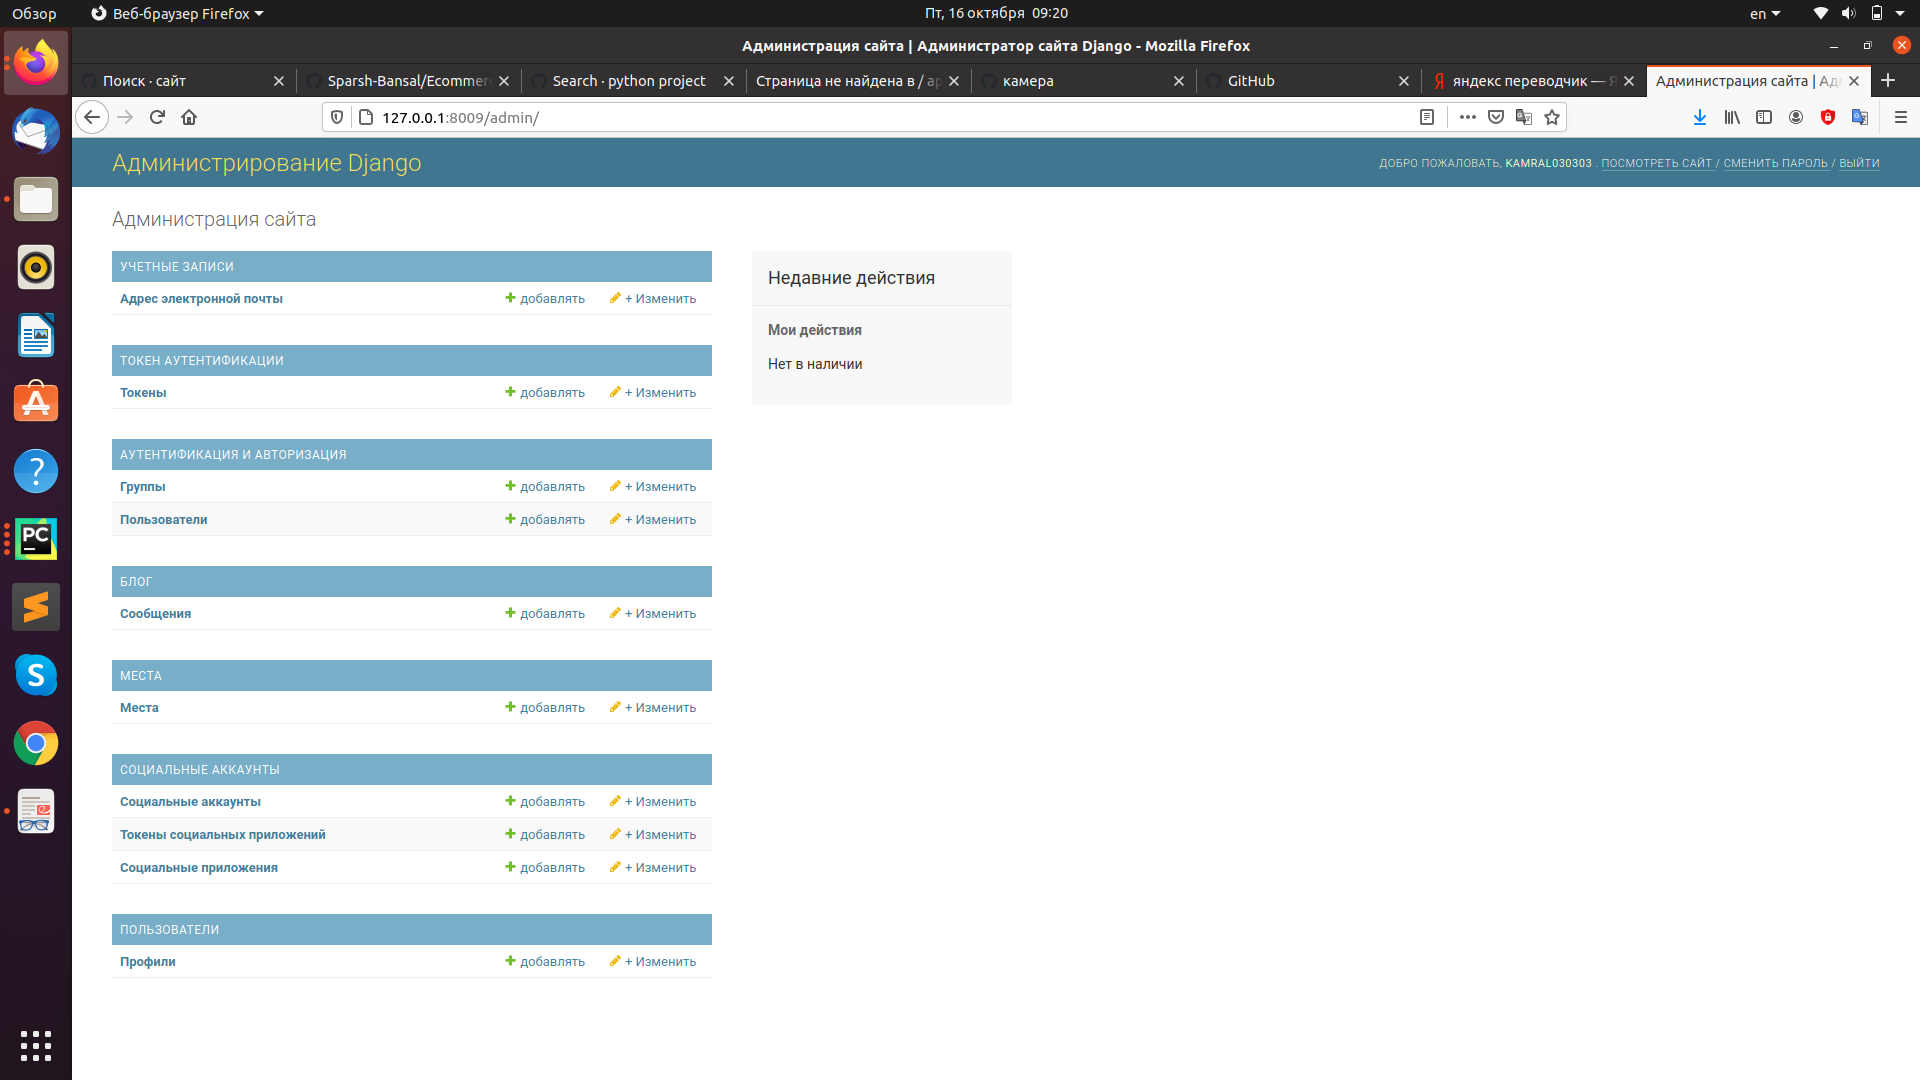 Обзор Веб-браузер Firefox Пт, 16 октября 09:20 en
Администрация сайта | Администратор сайта Django - Mozilla Firefox
Поиск · сайт Sparsh-Bansal/Ecommer Search · python project Страница не найдена в / ap камера GitHub яндекс переводчик — Я Администрация сайта | Ад
127.0.0.1:8009/admin/
Администрирование Django ДОБРО ПОЖАЛОВАТЬ, KAMRAL030303 . ПОСМОТРЕТЬ САЙТ / СМЕНИТЬ ПАРОЛЬ / ВЫЙТИ
Администрация сайта
УЧЕТНЫЕ ЗАПИСИ
Адрес электронной почты добавлять + Изменить
ТОКЕН АУТЕНТИФИКАЦИИ
Токены добавлять + Изменить
АУТЕНТИФИКАЦИЯ И АВТОРИЗАЦИЯ
Группы добавлять + Изменить
Пользователи добавлять + Изменить
БЛОГ
Сообщения добавлять + Изменить
МЕСТА
Места добавлять + Изменить
СОЦИАЛЬНЫЕ АККАУНТЫ
Социальные аккаунты добавлять + Изменить
Токены социальных приложений добавлять + Изменить
Социальные приложения добавлять + Изменить
ПОЛЬЗОВАТЕЛИ
Профили добавлять + Изменить
Недавние действия
Мои действия
Нет в наличии
PC